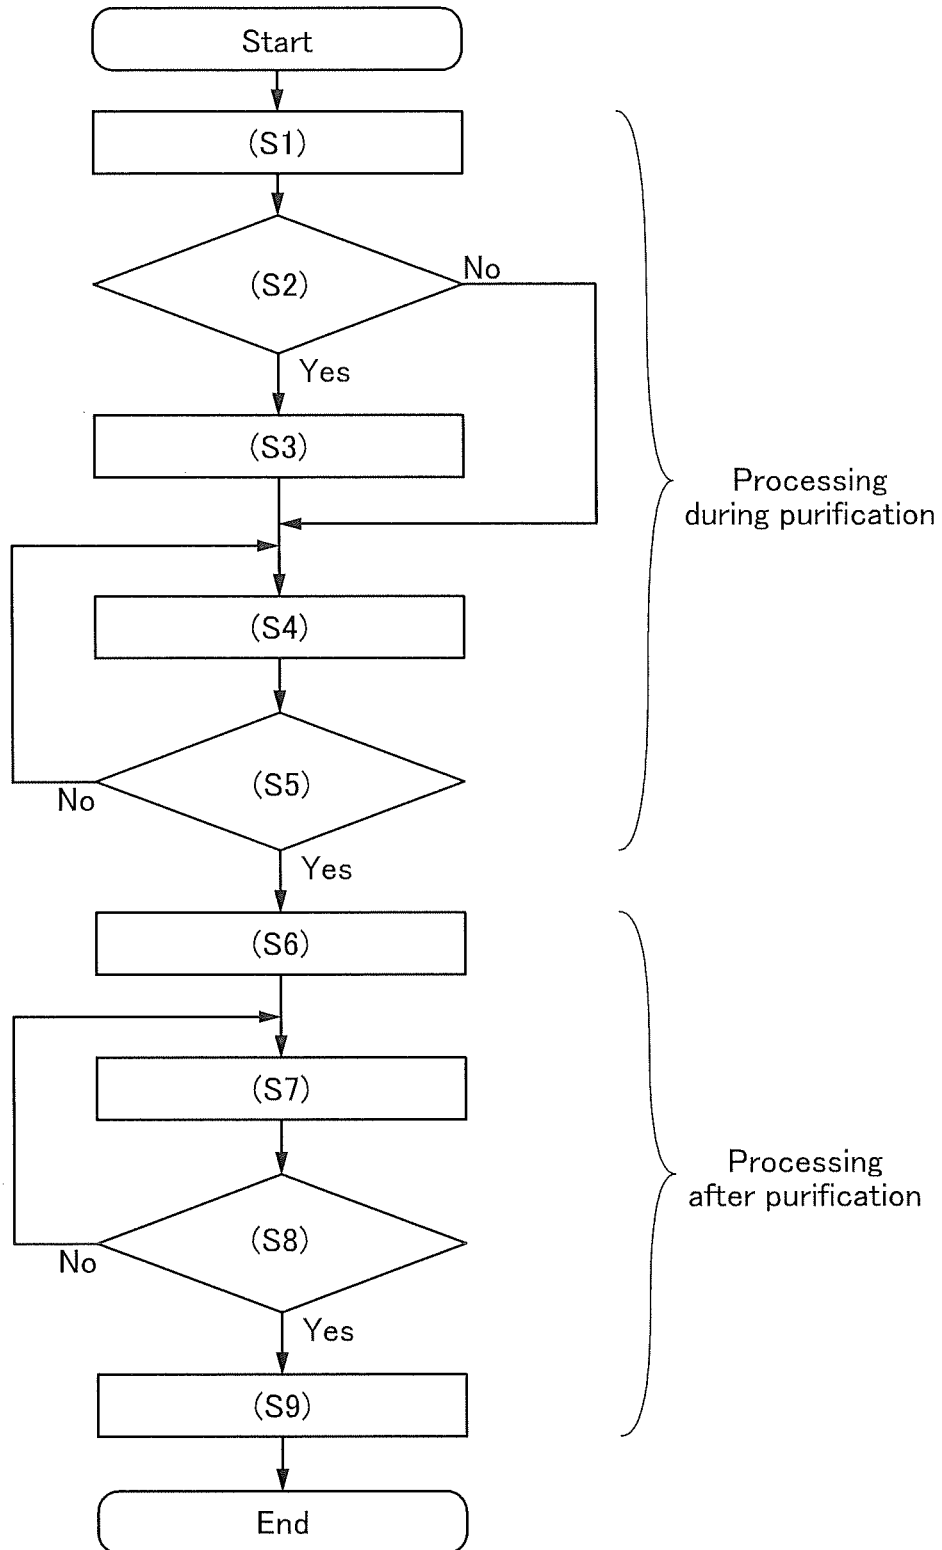 Start
(S1)
(S2)
No
Yes
(S3)
Processing
during purification
(S4)
(S5)
No
Yes
(S6)
(S7)
Processing
after purification
(S8)
No
Yes
(S9)
End